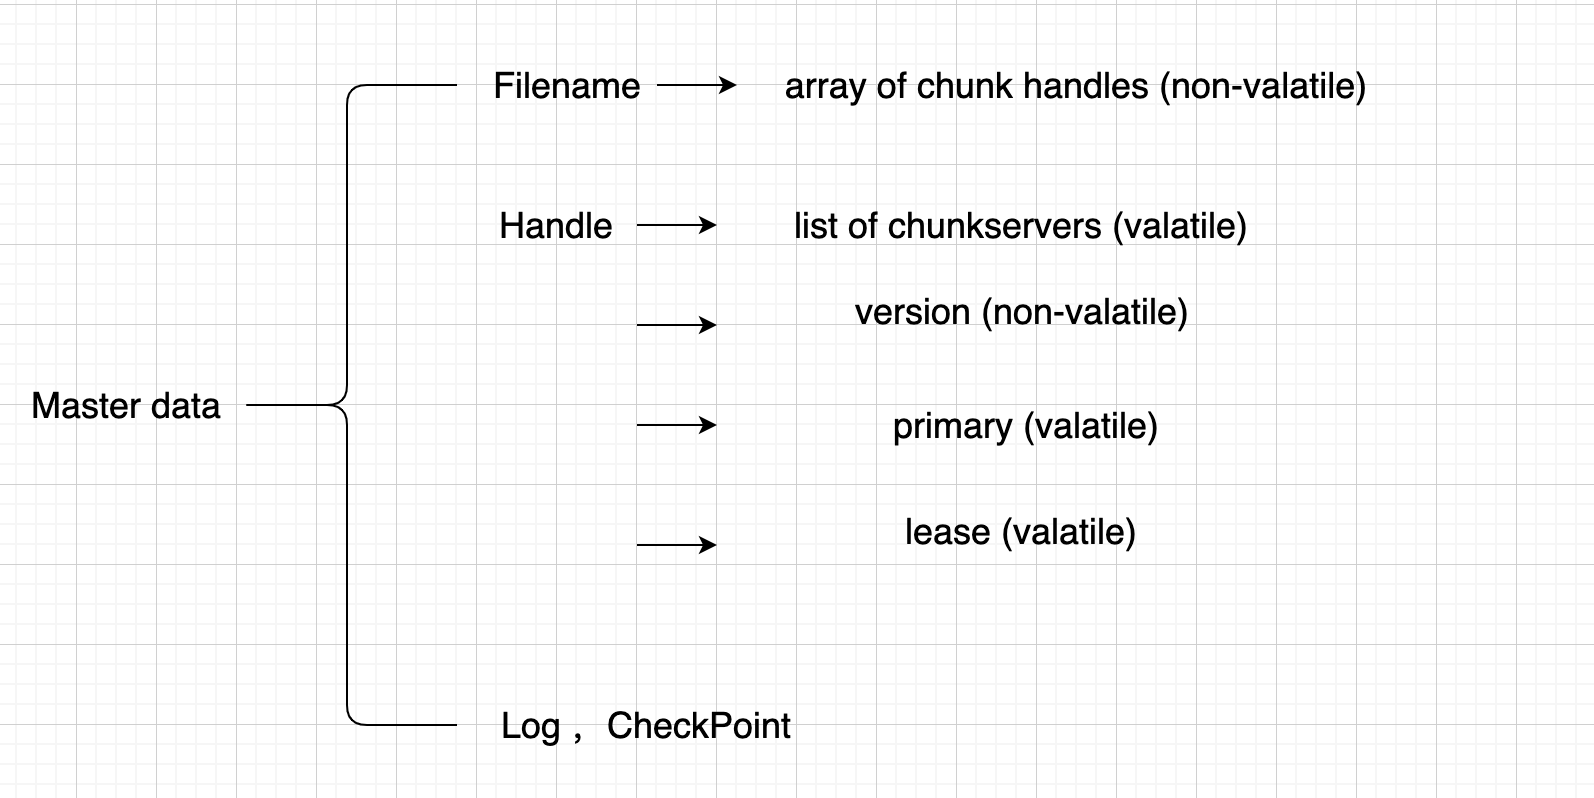 Filename array of chunk handles (non-valatile)
Handle list of chunkservers (valatile)
version (non-valatile)
Master data
primary (valatile)
lease (valatile)
Log ,  CheckPoint